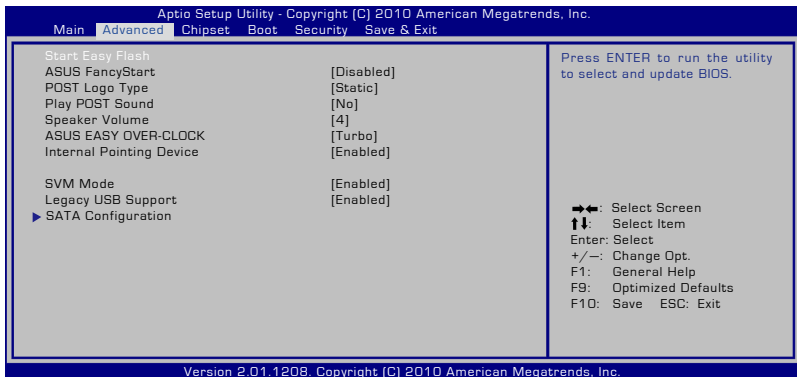 Aptio Setup Utility - Copyright (C) 2010 American Megatrends, Inc.
Main Advanced Chipset Boot Security Save & Exit
Start Easy Flash
ASUS FancyStart [Disabled]
POST Logo Type [Static]
Play POST Sound [No]
Speaker Volume [4]
ASUS EASY OVER-CLOCK [Turbo]
Internal Pointing Device [Enabled]
SVM Mode [Enabled]
Legacy USB Support [Enabled]
SATA Configuration
Press ENTER to run the utility
to select and update BIOS.
→←: Select Screen
↑↓: Select Item
Enter: Select
+/—: Change Opt.
F1: General Help
F9: Optimized Defaults
F10: Save ESC: Exit
Version 2.01.1208. Copyright (C) 2010 American Megatrends, Inc.